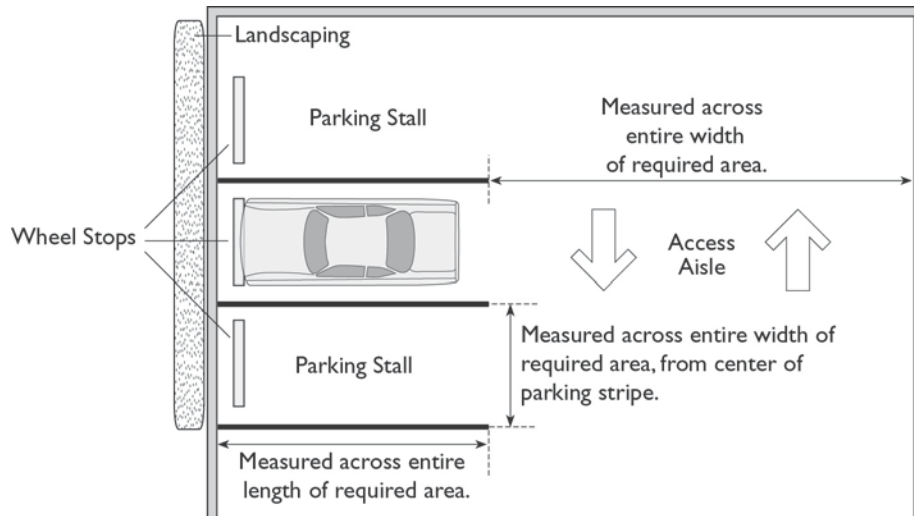 Landscaping
Parking Stall
Measured across
entire width
of required area.
Wheel Stops
Access
Aisle
Measured across entire width of
required area, from center of
parking stripe.
Parking Stall
Measured across entire
length of required area.